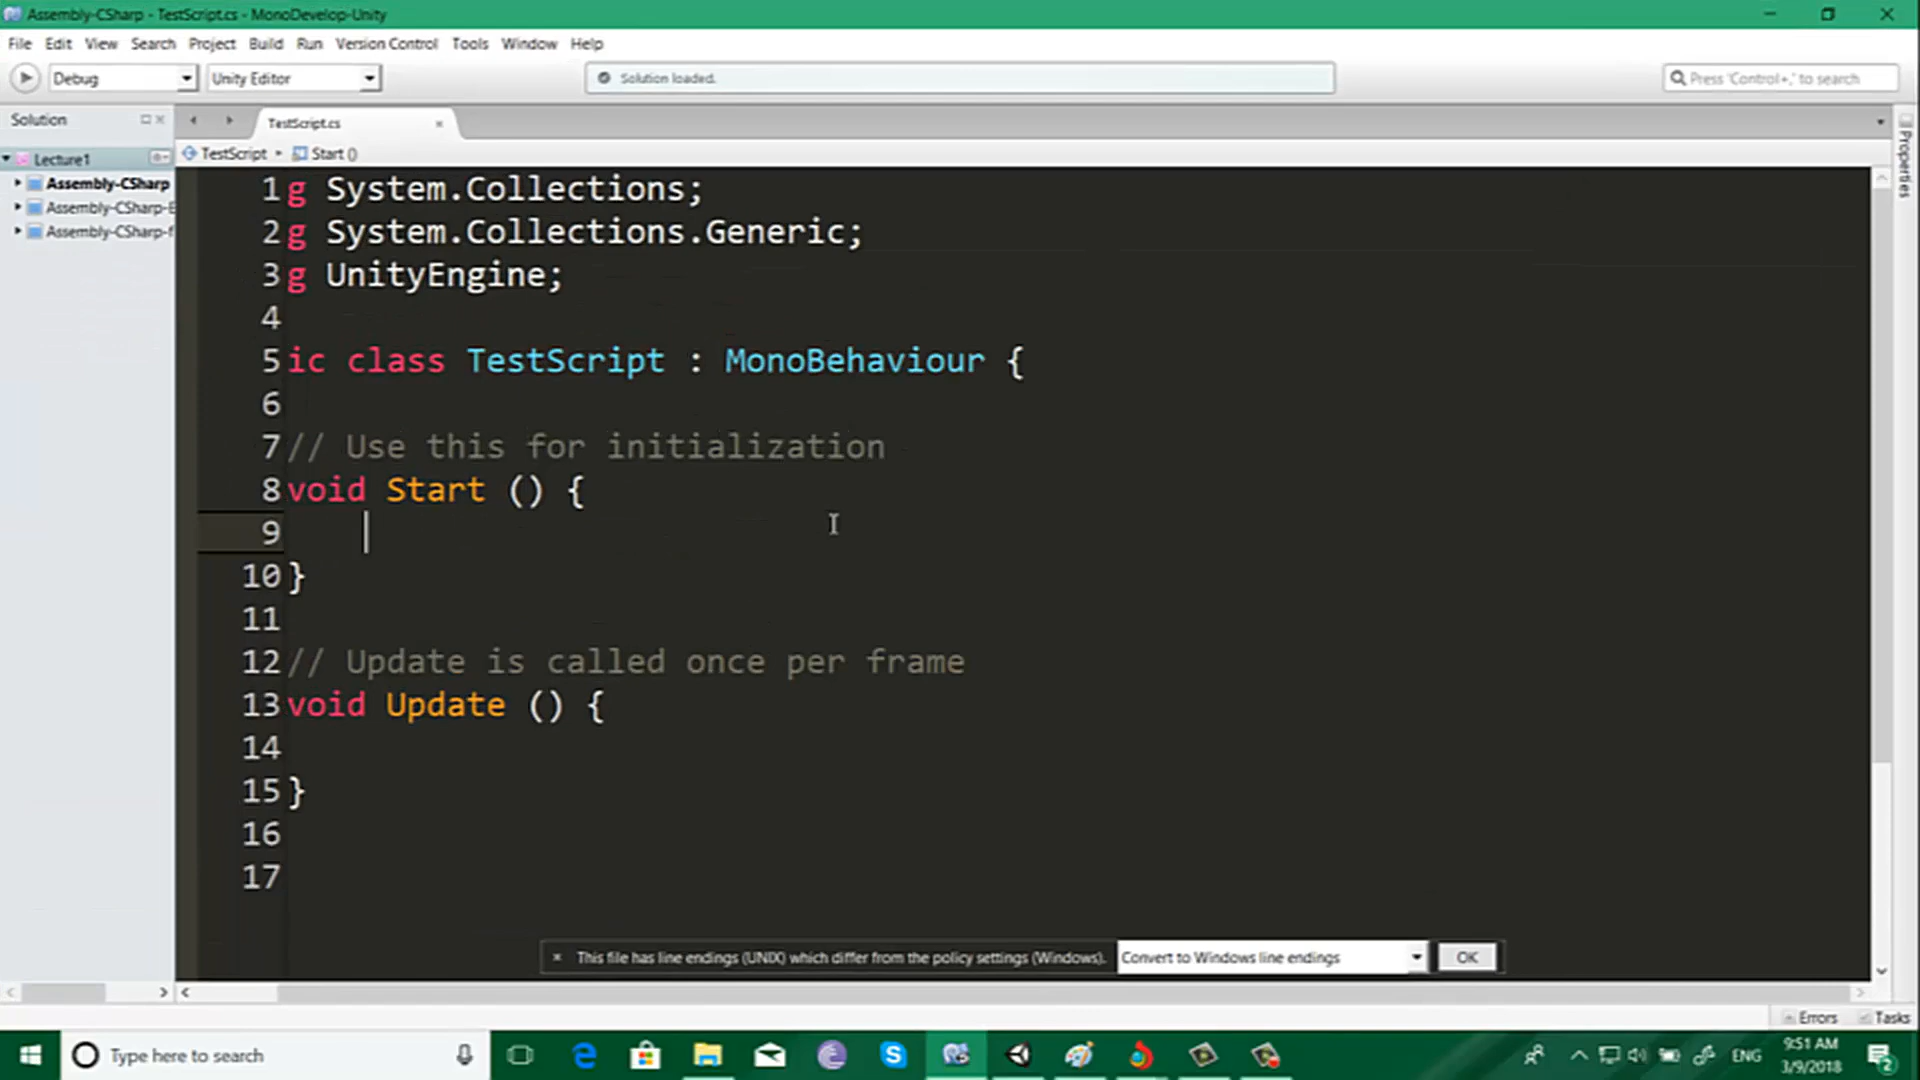 Assembly-CSharp - TestScript.cs - MonoDevelop-Unity
File Edit View Search Project Build Run Version Control Tools Window Help
Debug Unity Editor Solution loaded. Press 'Control+,' to search
Solution TestScript.cs
Lecture1 TestScript Start ()
Assembly-CSharp
Assembly-CSharp-E
Assembly-CSharp-f
Properties
1 g System.Collections;
2 g System.Collections.Generic;
3 g UnityEngine;
4
5 ic class TestScript : MonoBehaviour {
6
7 // Use this for initialization
8 void Start () {
9
10 }
11
12 // Update is called once per frame
13 void Update () {
14
15 }
16
17
This file has line endings (UNIX) which differ from the policy settings (Windows). Convert to Windows line endings OK
Errors Tasks
Type here to search ENG 9:51 AM
3/9/2018 2